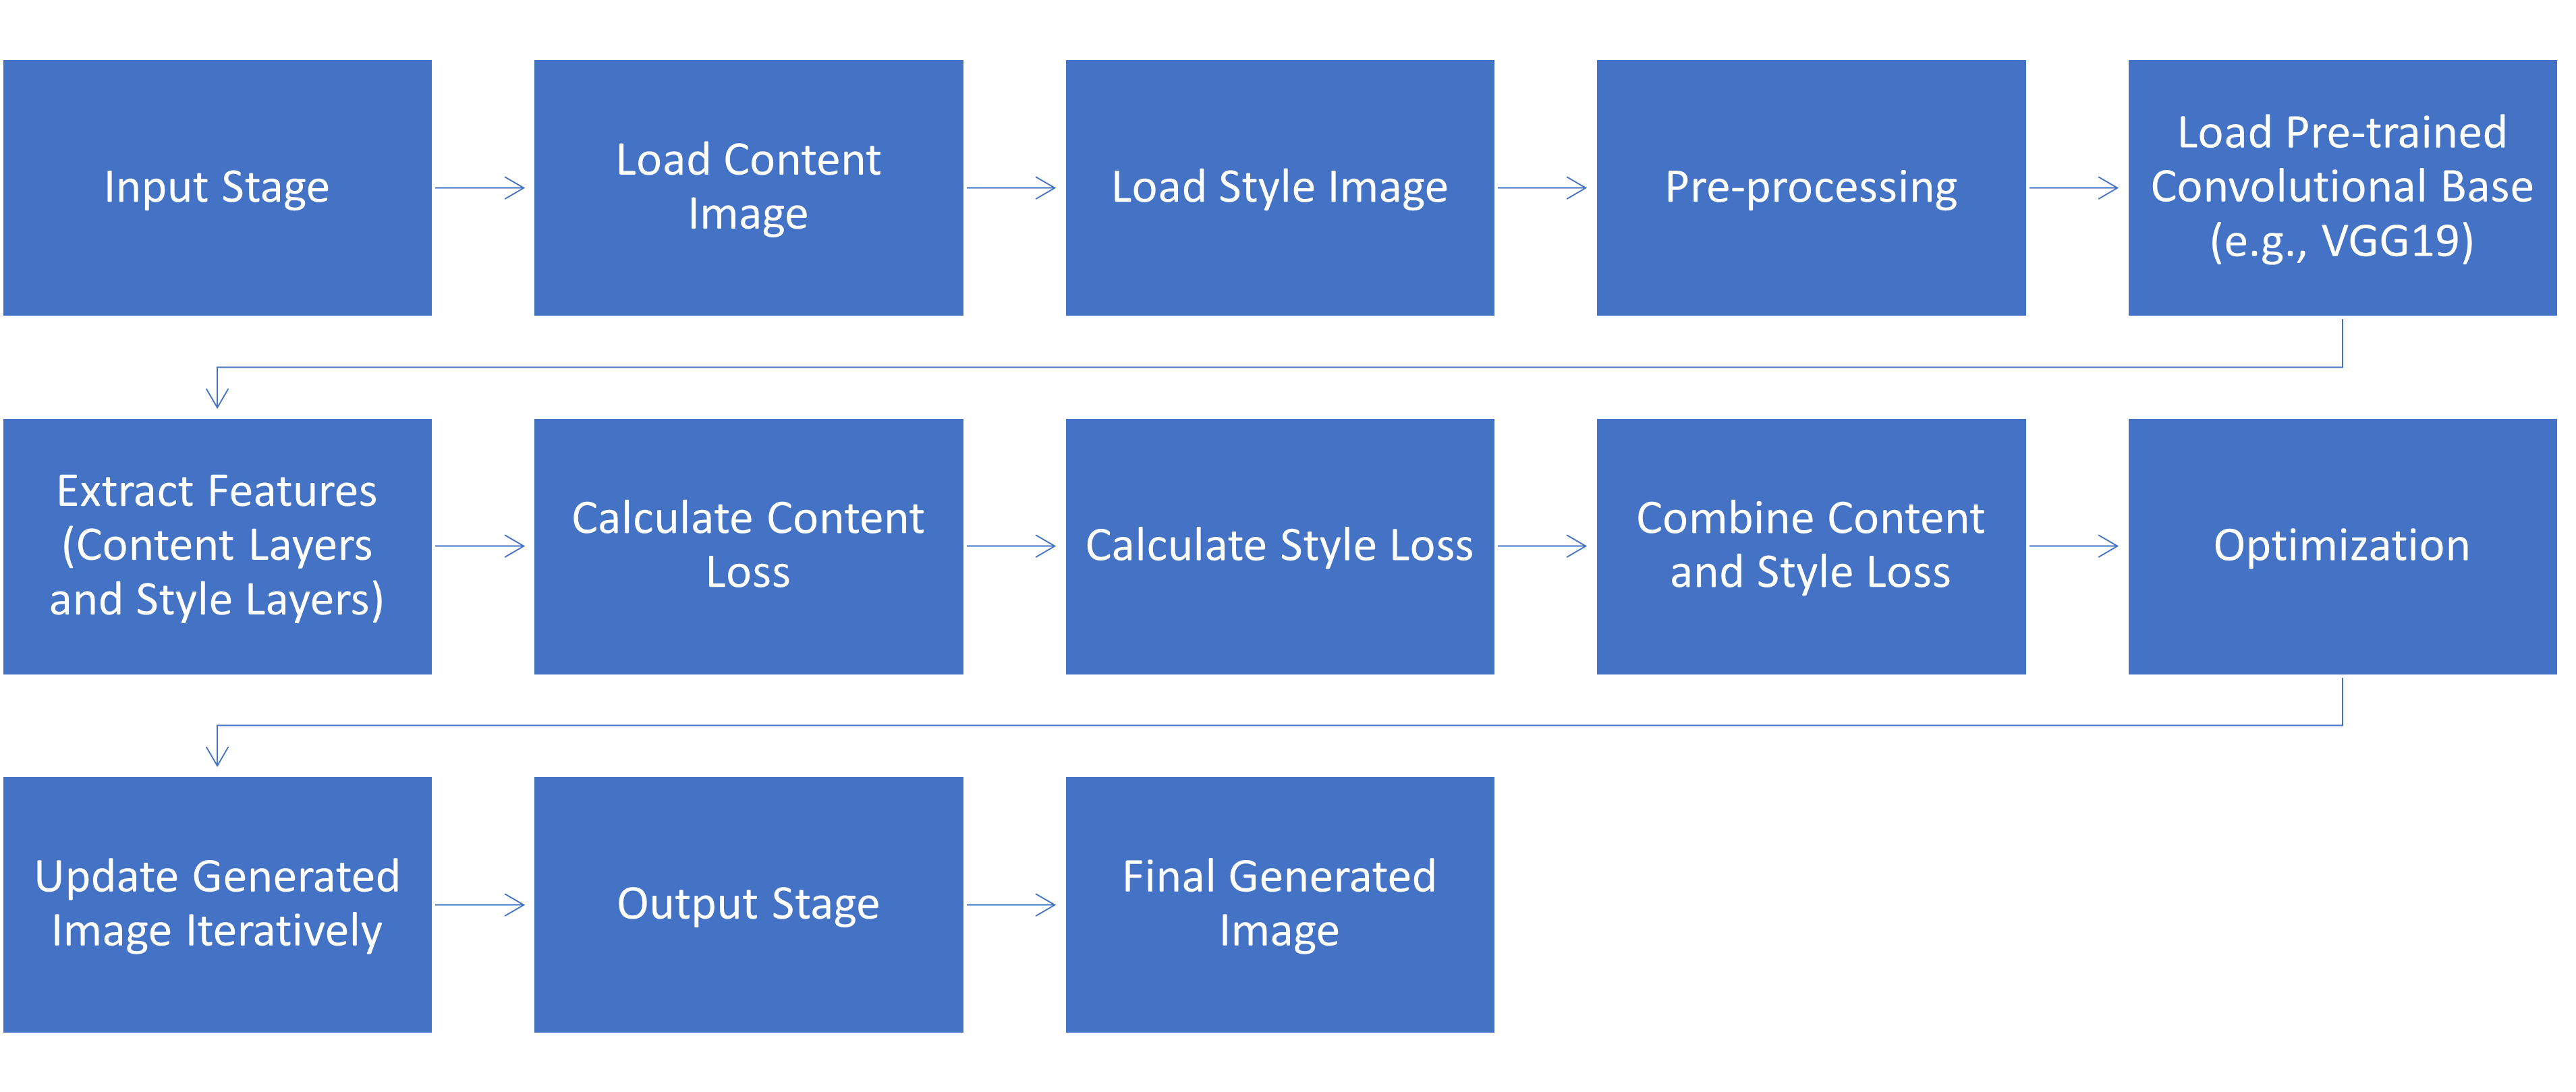 Input Stage
Load Content
Image
Load Style Image
Pre-processing
Load Pre-trained
Convolutional Base
(e.g., VGG19)
Extract Features
(Content Layers
and Style Layers)
Calculate Content
Loss
Calculate Style Loss
Combine Content
and Style Loss
Optimization
Update Generated
Image Iteratively
Output Stage
Final Generated
Image